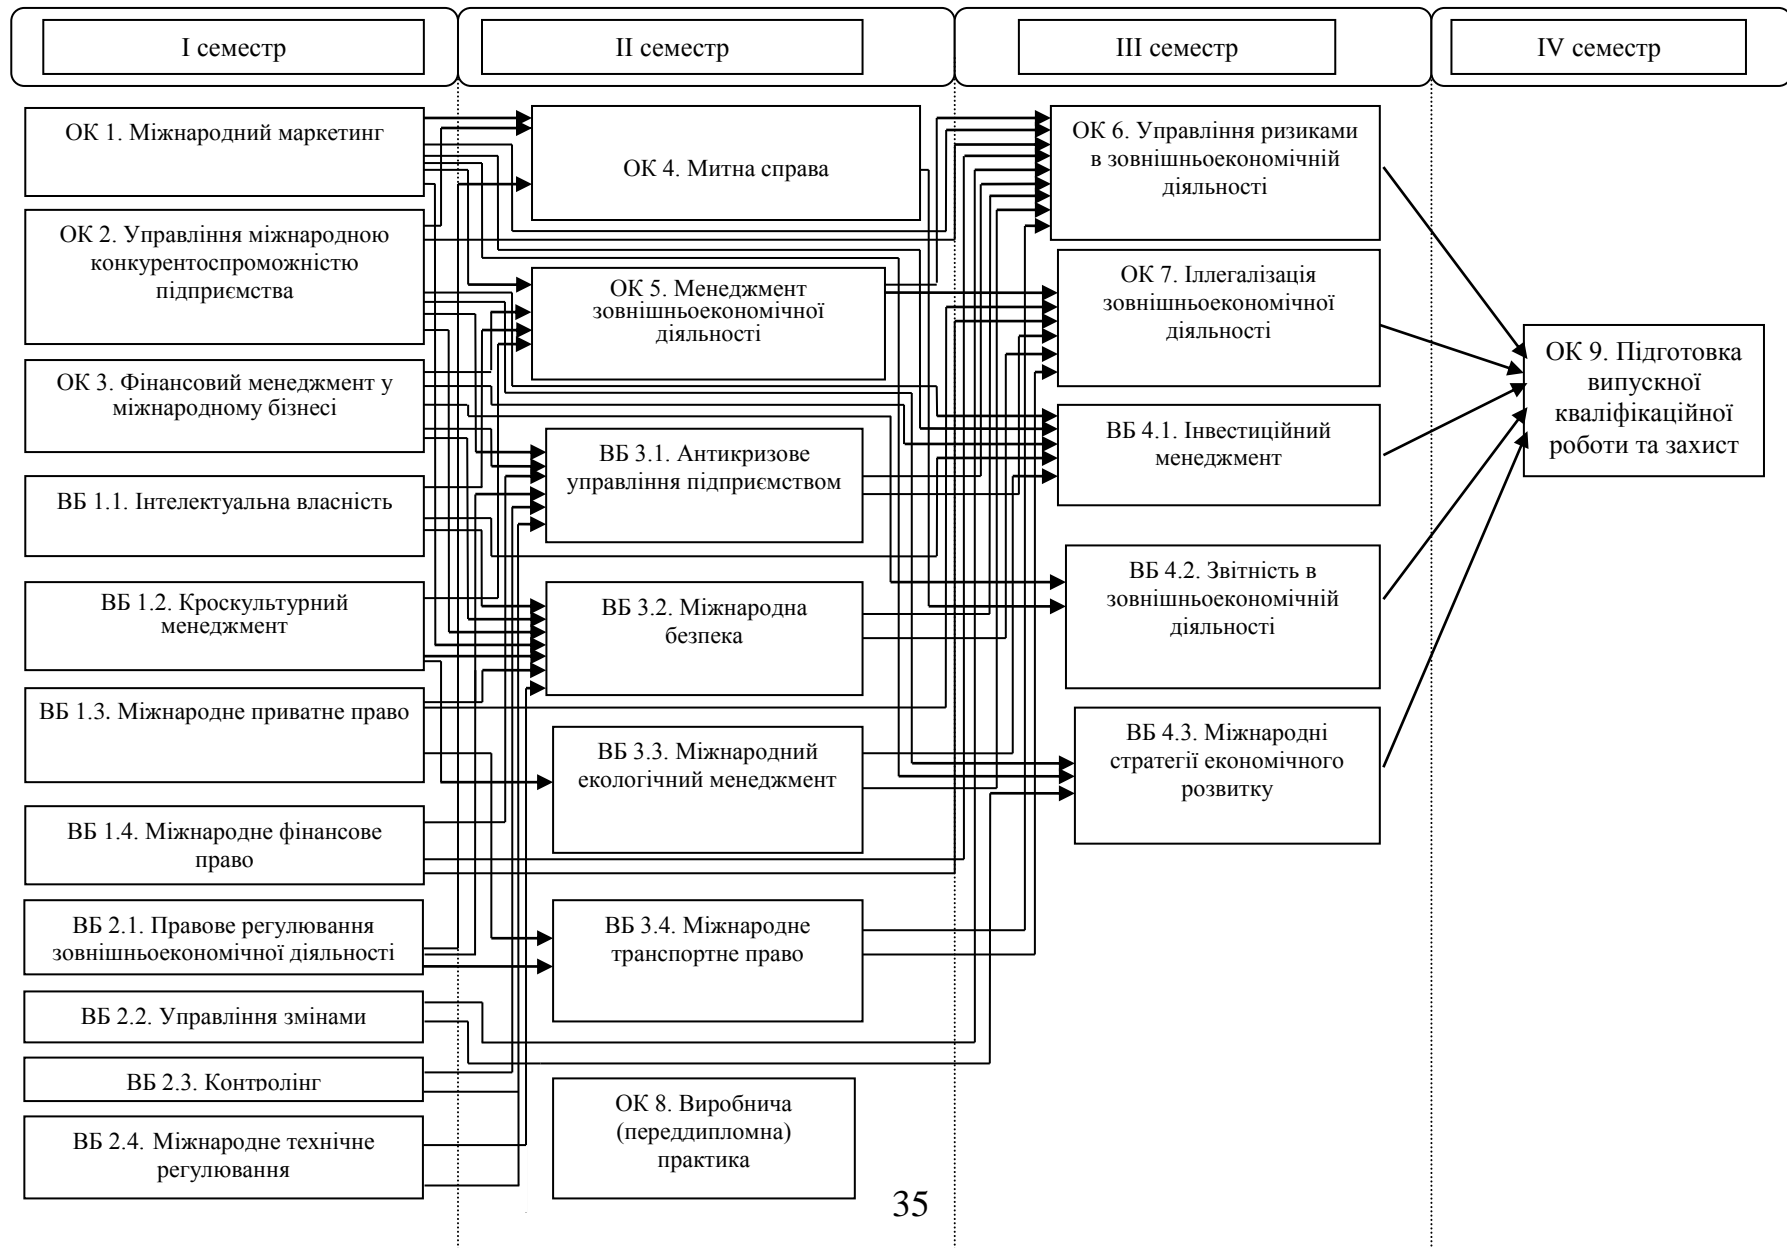 І семестр
ІІ семестр
ІІІ семестр
IV семестр
ОК 1. Міжнародний маркетинг
ОК 2. Управління міжнародною
конкурентоспроможністю
підприємства
ОК 3. Фінансовий менеджмент у
міжнародному бізнесі
ВБ 1.1. Інтелектуальна власність
ВБ 1.2. Кроскультурний
менеджмент
ВБ 1.3. Міжнародне приватне право
ВБ 1.4. Міжнародне фінансове
право
ВБ 2.1. Правове регулювання
зовнішньоекономічної діяльності
ВБ 2.2. Управління змінами
ВБ 2.3. Контролінг
ВБ 2.4. Міжнародне технічне
регулювання
ОК 4. Митна справа
ОК 5. Менеджмент
зовнішньоекономічної
діяльності
ВБ 3.1. Антикризове
управління підприємством
ВБ 3.2. Міжнародна
безпека
ВБ 3.3. Міжнародний
екологічний менеджмент
ВБ 3.4. Міжнародне
транспортне право
ОК 8. Виробнича
(переддипломна)
практика
ОК 6. Управління ризиками
в зовнішньоекономічній
діяльності
ОК 7. Іллегалізація
зовнішньоекономічної
діяльності
ВБ 4.1. Інвестиційний
менеджмент
ВБ 4.2. Звітність в
зовнішньоекономічній
діяльності
ВБ 4.3. Міжнародні
стратегії економічного
розвитку
ОК 9. Підготовка
випускної
кваліфікаційної
роботи та захист
35